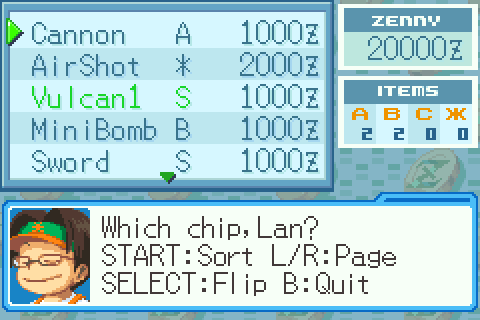 Cannon A 1000Z
AirShot * 2000Z
Vulcan1 S 1000Z
MiniBomb B 1000Z
Sword S 1000Z
ZENNY
20000Z
ITEMS
A B C Ж
2 2 0 0
Which chip,Lan?
START:Sort L/R:Page
SELECT:Flip B:Quit